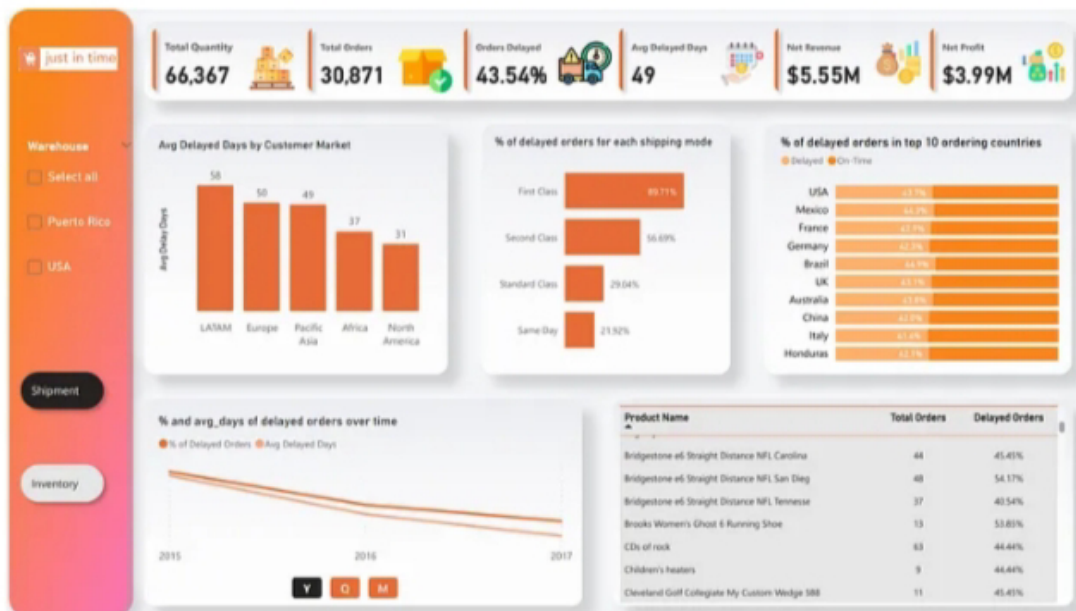 just in time
Warehouse
Select all
Puerto Rico
USA
Shipment
Inventory
Total Quantity
66,367
Total Orders
30,871
Orders Delayed
43.54%
Avg Delayed Days
49
Net Revenue
$5.55M
Net Profit
$3.99M
Avg Delayed Days by Customer Market
Avg Delay Days
58
50
49
37
31
LATAM
Europe
Pacific Asia
Africa
North America
% of delayed orders for each shipping mode
First Class
89.71%
Second Class
56.69%
Standard Class
29.04%
Same Day
21.92%
% of delayed orders in top 10 ordering countries
Delayed
On-Time
USA
Mexico
France
Germany
Brazil
UK
Australia
China
Italy
Honduras
% and avg_days of delayed orders over time
% of Delayed Orders
Avg Delayed Days
2015
2016
2017
Y
Q
M
Product Name Total Orders Delayed Orders
Bridgestone e6 Straight Distance NFL Carolina 44 45.45%
Bridgestone e6 Straight Distance NFL San Dieg 48 54.17%
Bridgestone e6 Straight Distance NFL Tennesse 37 40.54%
Brooks Women's Ghost 6 Running Shoe 13 53.85%
CDs of rock 63 44.44%
Children's heaters 9 44.44%
Cleveland Golf Collegiate My Custom Wedge 588 11 45.45%